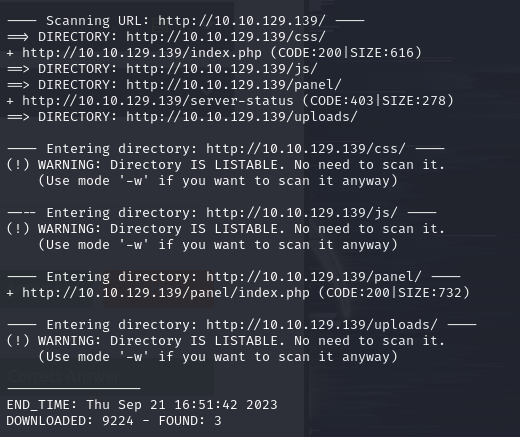 ---- Scanning URL: http://10.10.129.139/ ----
==> DIRECTORY: http://10.10.129.139/css/
+ http://10.10.129.139/index.php (CODE:200|SIZE:616)
==> DIRECTORY: http://10.10.129.139/js/
==> DIRECTORY: http://10.10.129.139/panel/
+ http://10.10.129.139/server-status (CODE:403|SIZE:278)
==> DIRECTORY: http://10.10.129.139/uploads/
---- Entering directory: http://10.10.129.139/css/ ----
(!) WARNING: Directory IS LISTABLE. No need to scan it.
(Use mode '-w' if you want to scan it anyway)
---- Entering directory: http://10.10.129.139/js/ ----
(!) WARNING: Directory IS LISTABLE. No need to scan it.
(Use mode '-w' if you want to scan it anyway)
---- Entering directory: http://10.10.129.139/panel/ ----
+ http://10.10.129.139/panel/index.php (CODE:200|SIZE:732)
---- Entering directory: http://10.10.129.139/uploads/ ----
(!) WARNING: Directory IS LISTABLE. No need to scan it.
(Use mode '-w' if you want to scan it anyway)
-----------------
END_TIME: Thu Sep 21 16:51:42 2023
DOWNLOADED: 9224 - FOUND: 3